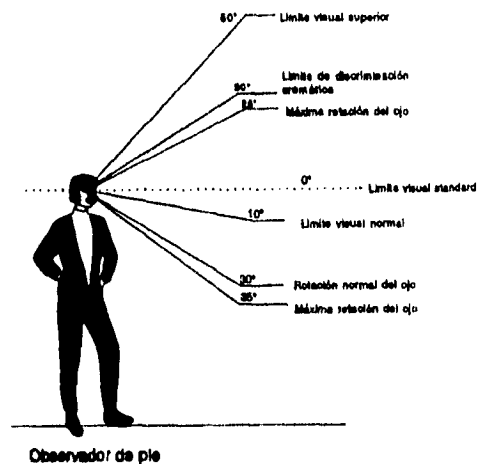 50° Límite visual superior
30° Límite de discriminación
cromática
25° Máxima rotación del ojo
0° Límite visual standard
10° Límite visual normal
30° Rotación normal del ojo
35° Máxima rotación del ojo
Observador de pie